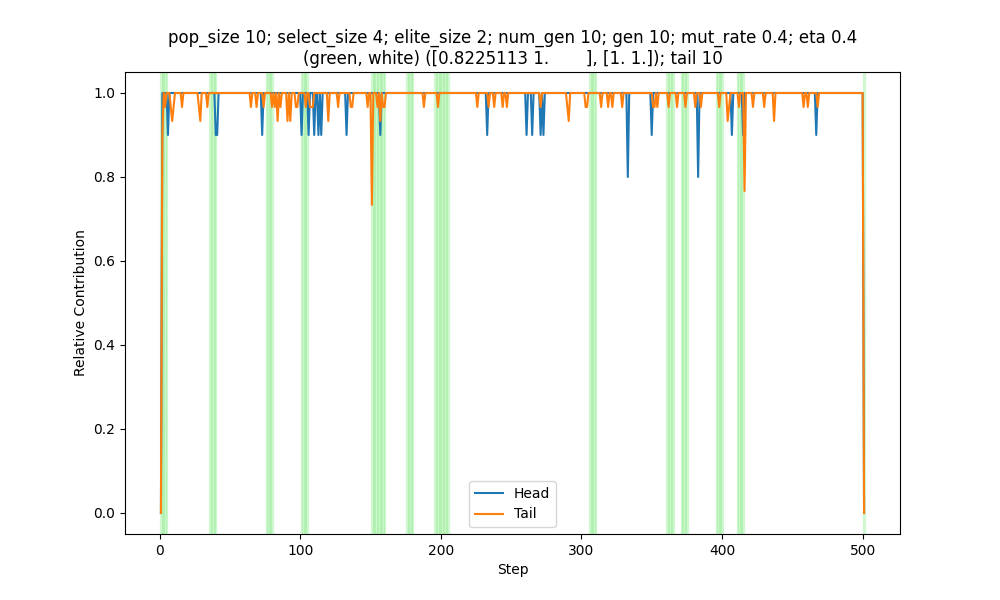 pop_size 10; select_size 4; elite_size 2; num_gen 10; gen 10; mut_rate 0.4; eta 0.4
(green, white) ([0.8225113 1.       ], [1. 1.]); tail 10
1.0
0.8
0.6
0.4
0.2
0.0
Relative Contribution
Head
Tail
0
100
200
300
400
500
Step